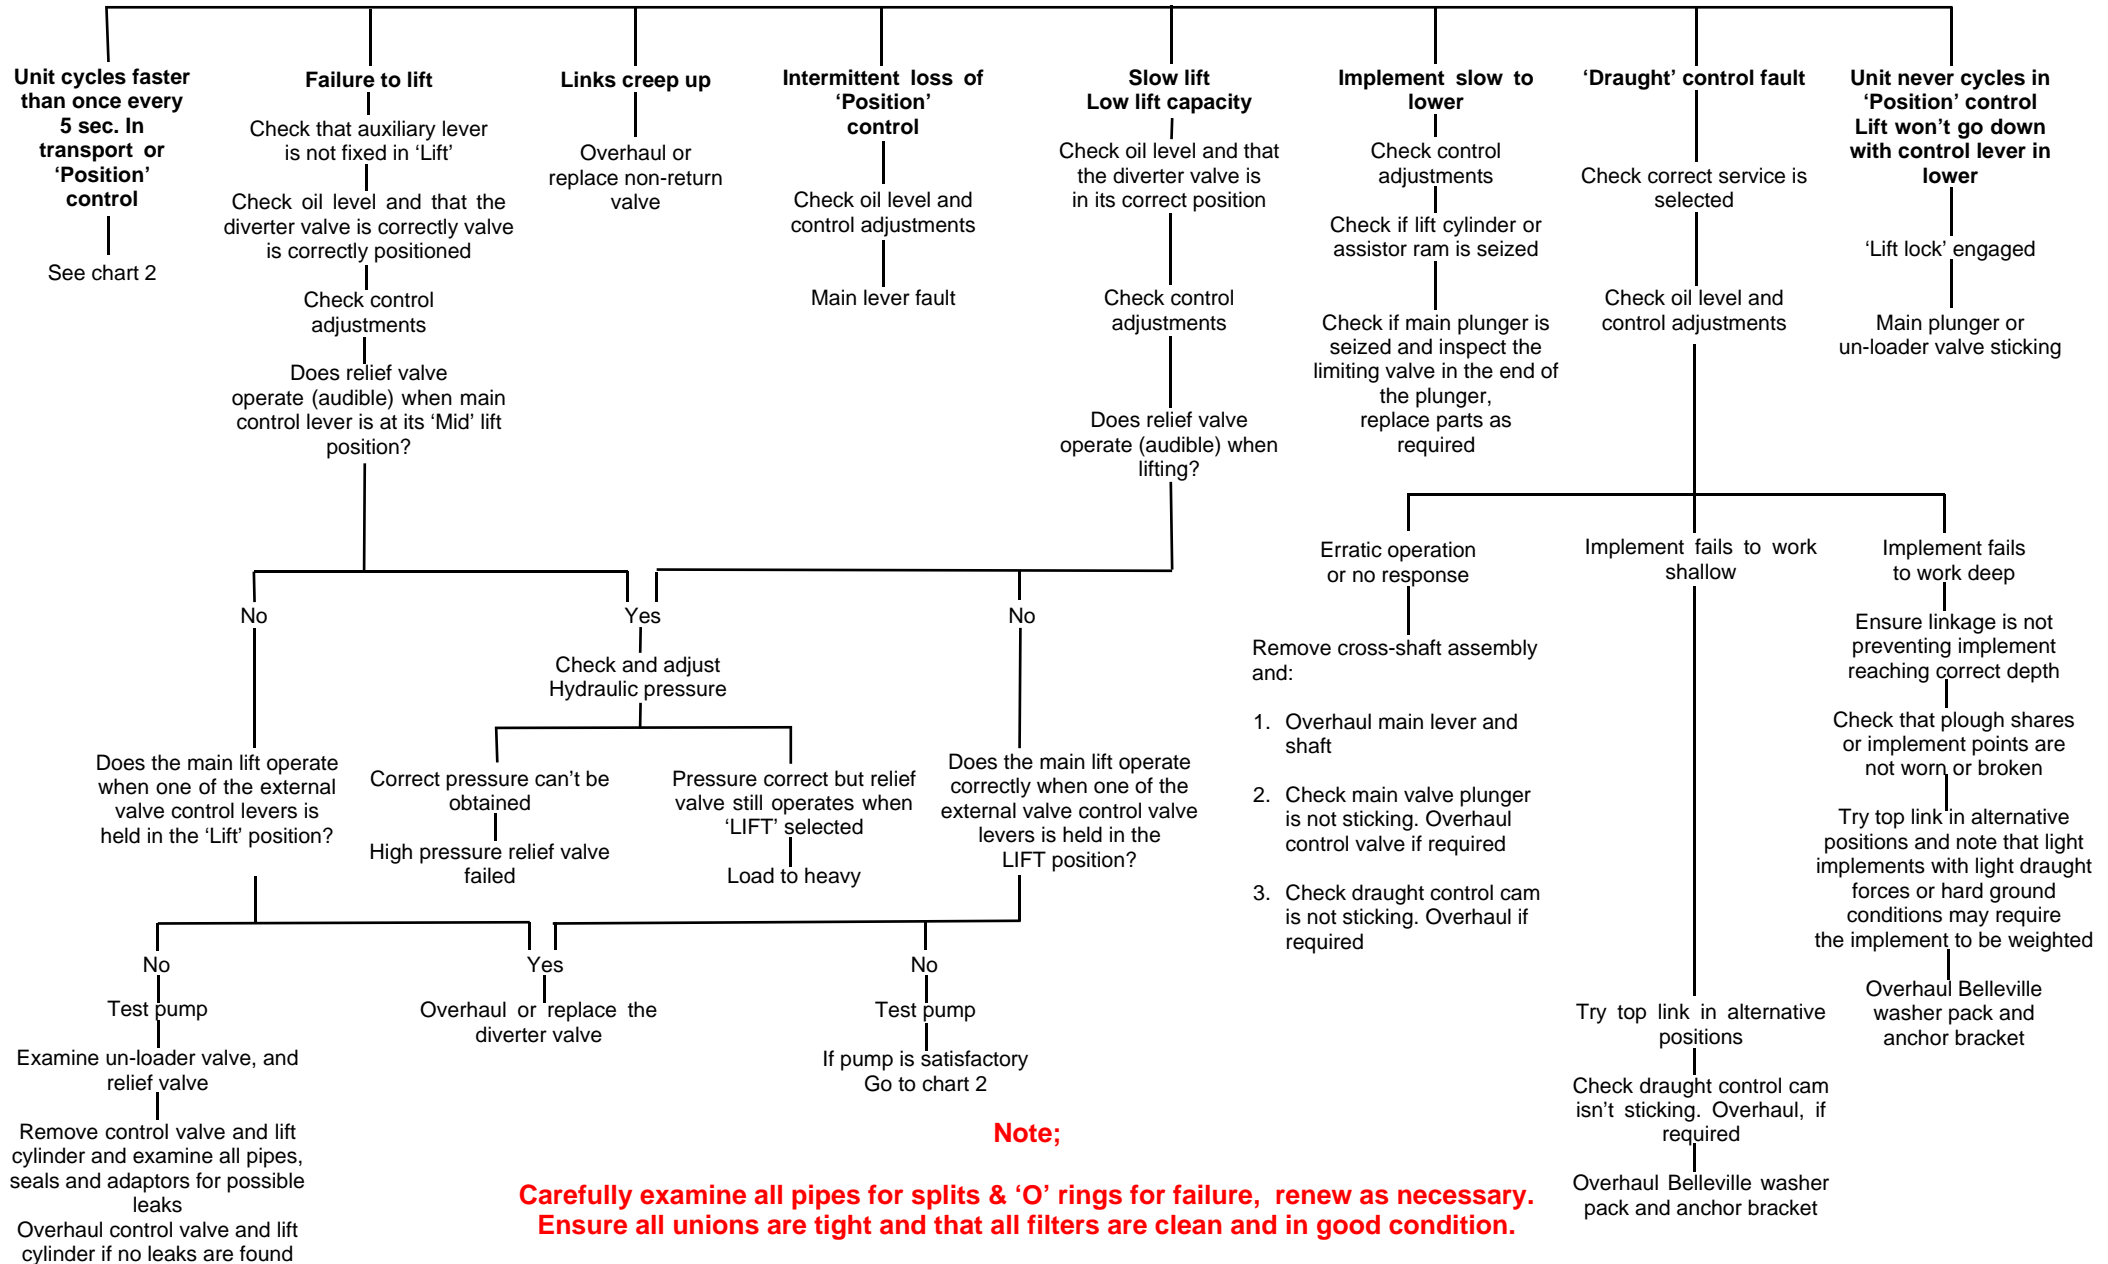 Unit cycles faster
than once every
5 sec. In
transport or
‘Position’
control
See chart 2
Failure to lift
Check that auxiliary lever
is not fixed in ‘Lift’
Check oil level and that the
diverter valve is correctly valve
is correctly positioned
Check control
adjustments
Does relief valve
operate (audible) when main
control lever is at its ‘Mid’ lift
position?
Links creep up
Overhaul or
replace non-return
valve
Intermittent loss of
‘Position’
control
Check oil level and
control adjustments
Main lever fault
Slow lift
Low lift capacity
Check oil level and that
the diverter valve is
in its correct position
Check control
adjustments
Does relief valve
operate (audible) when
lifting?
Implement slow to
lower
Check control
adjustments
Check if lift cylinder or
assistor ram is seized
Check if main plunger is
seized and inspect the
limiting valve in the end of
the plunger,
replace parts as
required
‘Draught’ control fault
Check correct service is
selected
Check oil level and
control adjustments
Unit never cycles in
‘Position’ control
Lift won’t go down
with control lever in
lower
‘Lift lock’ engaged
Main plunger or
un-loader valve sticking
No
Yes
No
Check and adjust
Hydraulic pressure
Does the main lift operate
when one of the external
valve control levers is
held in the ‘Lift’ position?
Correct pressure can’t be
obtained
High pressure relief valve
failed
Pressure correct but relief
valve still operates when
‘LIFT’ selected
Load to heavy
Does the main lift operate
correctly when one of the
external valve control valve
levers is held in the
LIFT position?
No
Test pump
Examine un-loader valve, and
relief valve
Remove control valve and lift
cylinder and examine all pipes,
seals and adaptors for possible
leaks
Overhaul control valve and lift
cylinder if no leaks are found
Yes
Overhaul or replace the
diverter valve
No
Test pump
If pump is satisfactory
Go to chart 2
Erratic operation
or no response
Remove cross-shaft assembly
and:
1. Overhaul main lever and
shaft
2. Check main valve plunger
is not sticking. Overhaul
control valve if required
3. Check draught control cam
is not sticking. Overhaul if
required
Implement fails to work
shallow
Try top link in alternative
positions
Check draught control cam
isn’t sticking. Overhaul, if
required
Overhaul Belleville washer
pack and anchor bracket
Implement fails
to work deep
Ensure linkage is not
preventing implement
reaching correct depth
Check that plough shares
or implement points are
not worn or broken
Try top link in alternative
positions and note that light
implements with light draught
forces or hard ground
conditions may require
the implement to be weighted
Overhaul Belleville
washer pack and
anchor bracket
Note;
Carefully examine all pipes for splits & ‘O’ rings for failure, renew as necessary.
Ensure all unions are tight and that all filters are clean and in good condition.